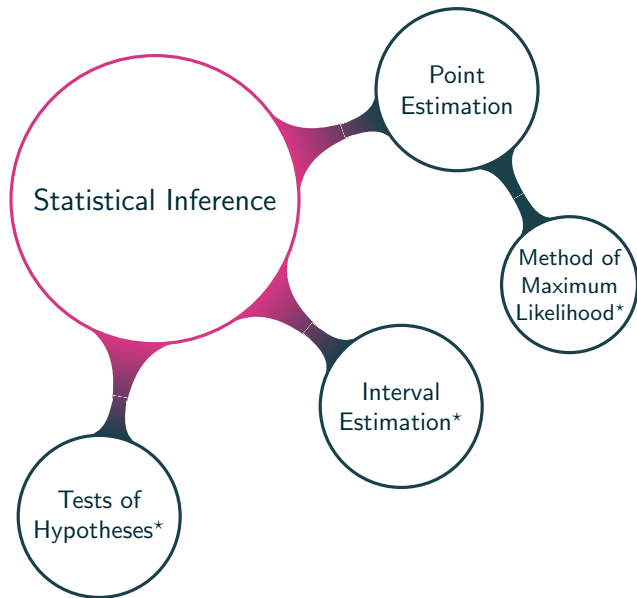 Point
Estimation
Statistical Inference
Method of
Maximum
Likelihood*
Interval
Estimation*
Tests of
Hypotheses*